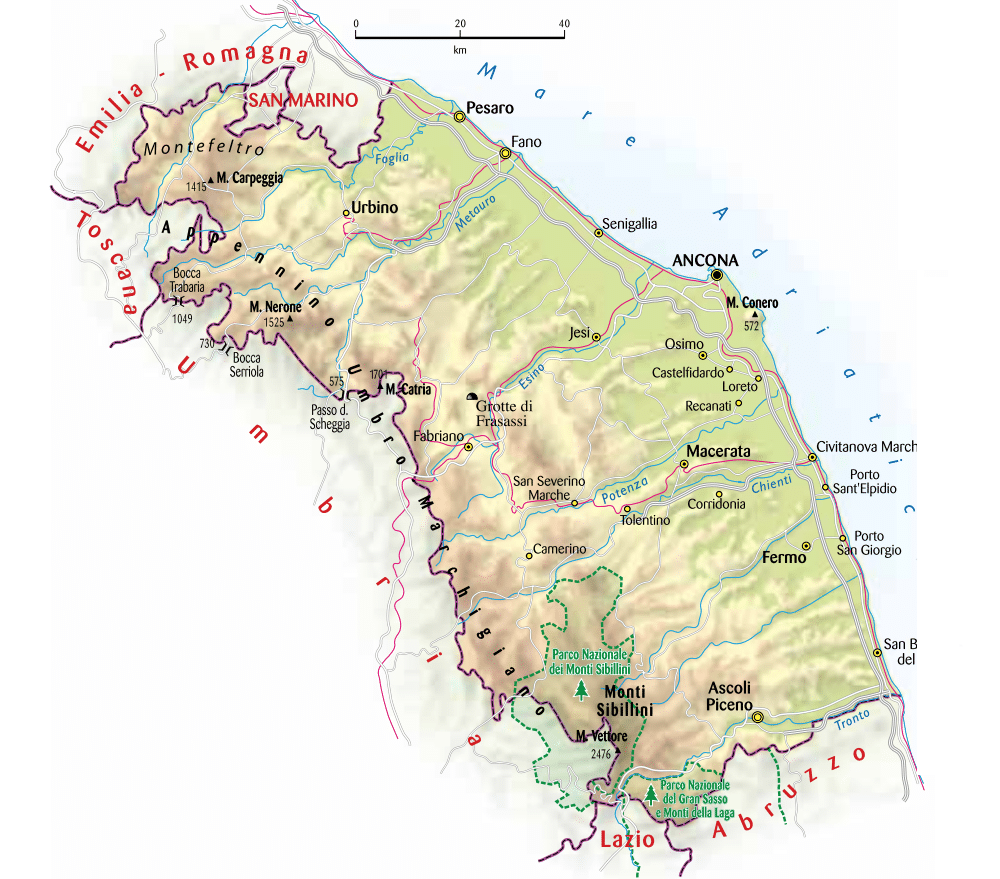 0 20 40
km
Emilia - Romagna
SAN MARINO
Mare Adriatico
Pesaro
Fano
Montefeltro
Foglia
M. Carpeggia
1415
Urbino
Metauro
Senigallia
Toscana
Appennino Umbro Marchigiano
ANCONA
Bocca
Trabaria
1049
M. Nerone
1525
M. Conero
572
730
Bocca
Serriola
Jesi
Osimo
Castelfidardo
Loreto
Recanati
Esino
575
Passo d.
Scheggia
M. Catria
Umbria
Grotte di
Frasassi
Fabriano
Macerata
Civitanova March
San Severino
Marche
Potenza
Chienti
Porto
Sant'Elpidio
Tolentino
Corridonia
Camerino
Fermo
Porto
San Giorgio
San B
del
Parco Nazionale
dei Monti Sibillini
Monti
Sibillini
Ascoli
Piceno
Tronto
M. Vettore
2476
Parco Nazionale
del Gran Sasso
e Monti della Laga
Abruzzo
Lazio